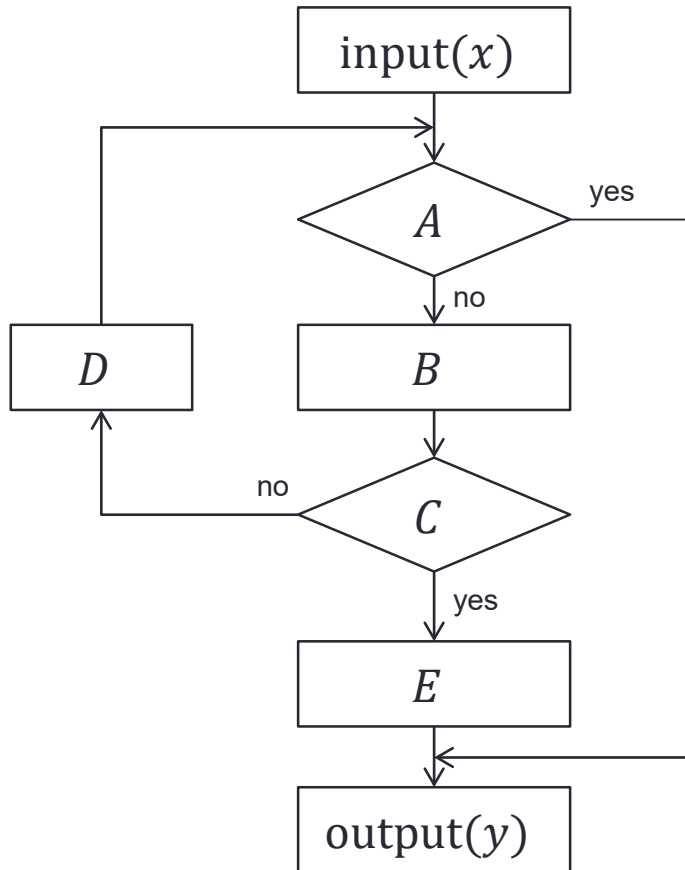 input(x)
A
yes
no
D
B
no
C
yes
E
output(y)